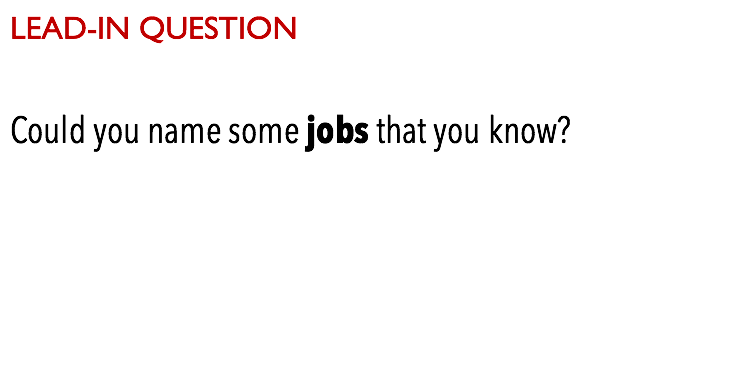 LEAD-IN QUESTION
Could you name some jobs that you know?